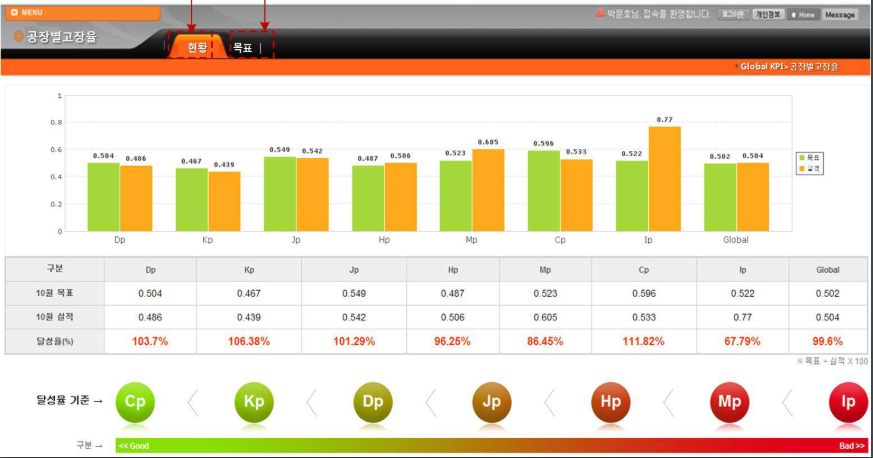 MENU
박문호님, 접속을 환영합니다. 로그아웃 개인정보 Home Message
공장별고장율
현황 목표
Global KPI>공장별고장율
1
0.8
0.6
0.4
0.2
0
0.504 0.486 0.467 0.439 0.549 0.542 0.487 0.506 0.523 0.605 0.596 0.533 0.522 0.77 0.502 0.504
목표
실적
Dp Kp Jp Hp Mp Cp Ip Global
구분 Dp Kp Jp Hp Mp Cp Ip Global
10월 목표 0.504 0.467 0.549 0.487 0.523 0.596 0.522 0.502
10월 실적 0.486 0.439 0.542 0.506 0.605 0.533 0.77 0.504
달성율(%) 103.7% 106.38% 101.29% 96.25% 86.45% 111.82% 67.79% 99.6%
※목표 ÷ 실적 X 100
달성율 기준 → Cp Kp Dp Jp Hp Mp Ip
구분 → << Good Bad >>